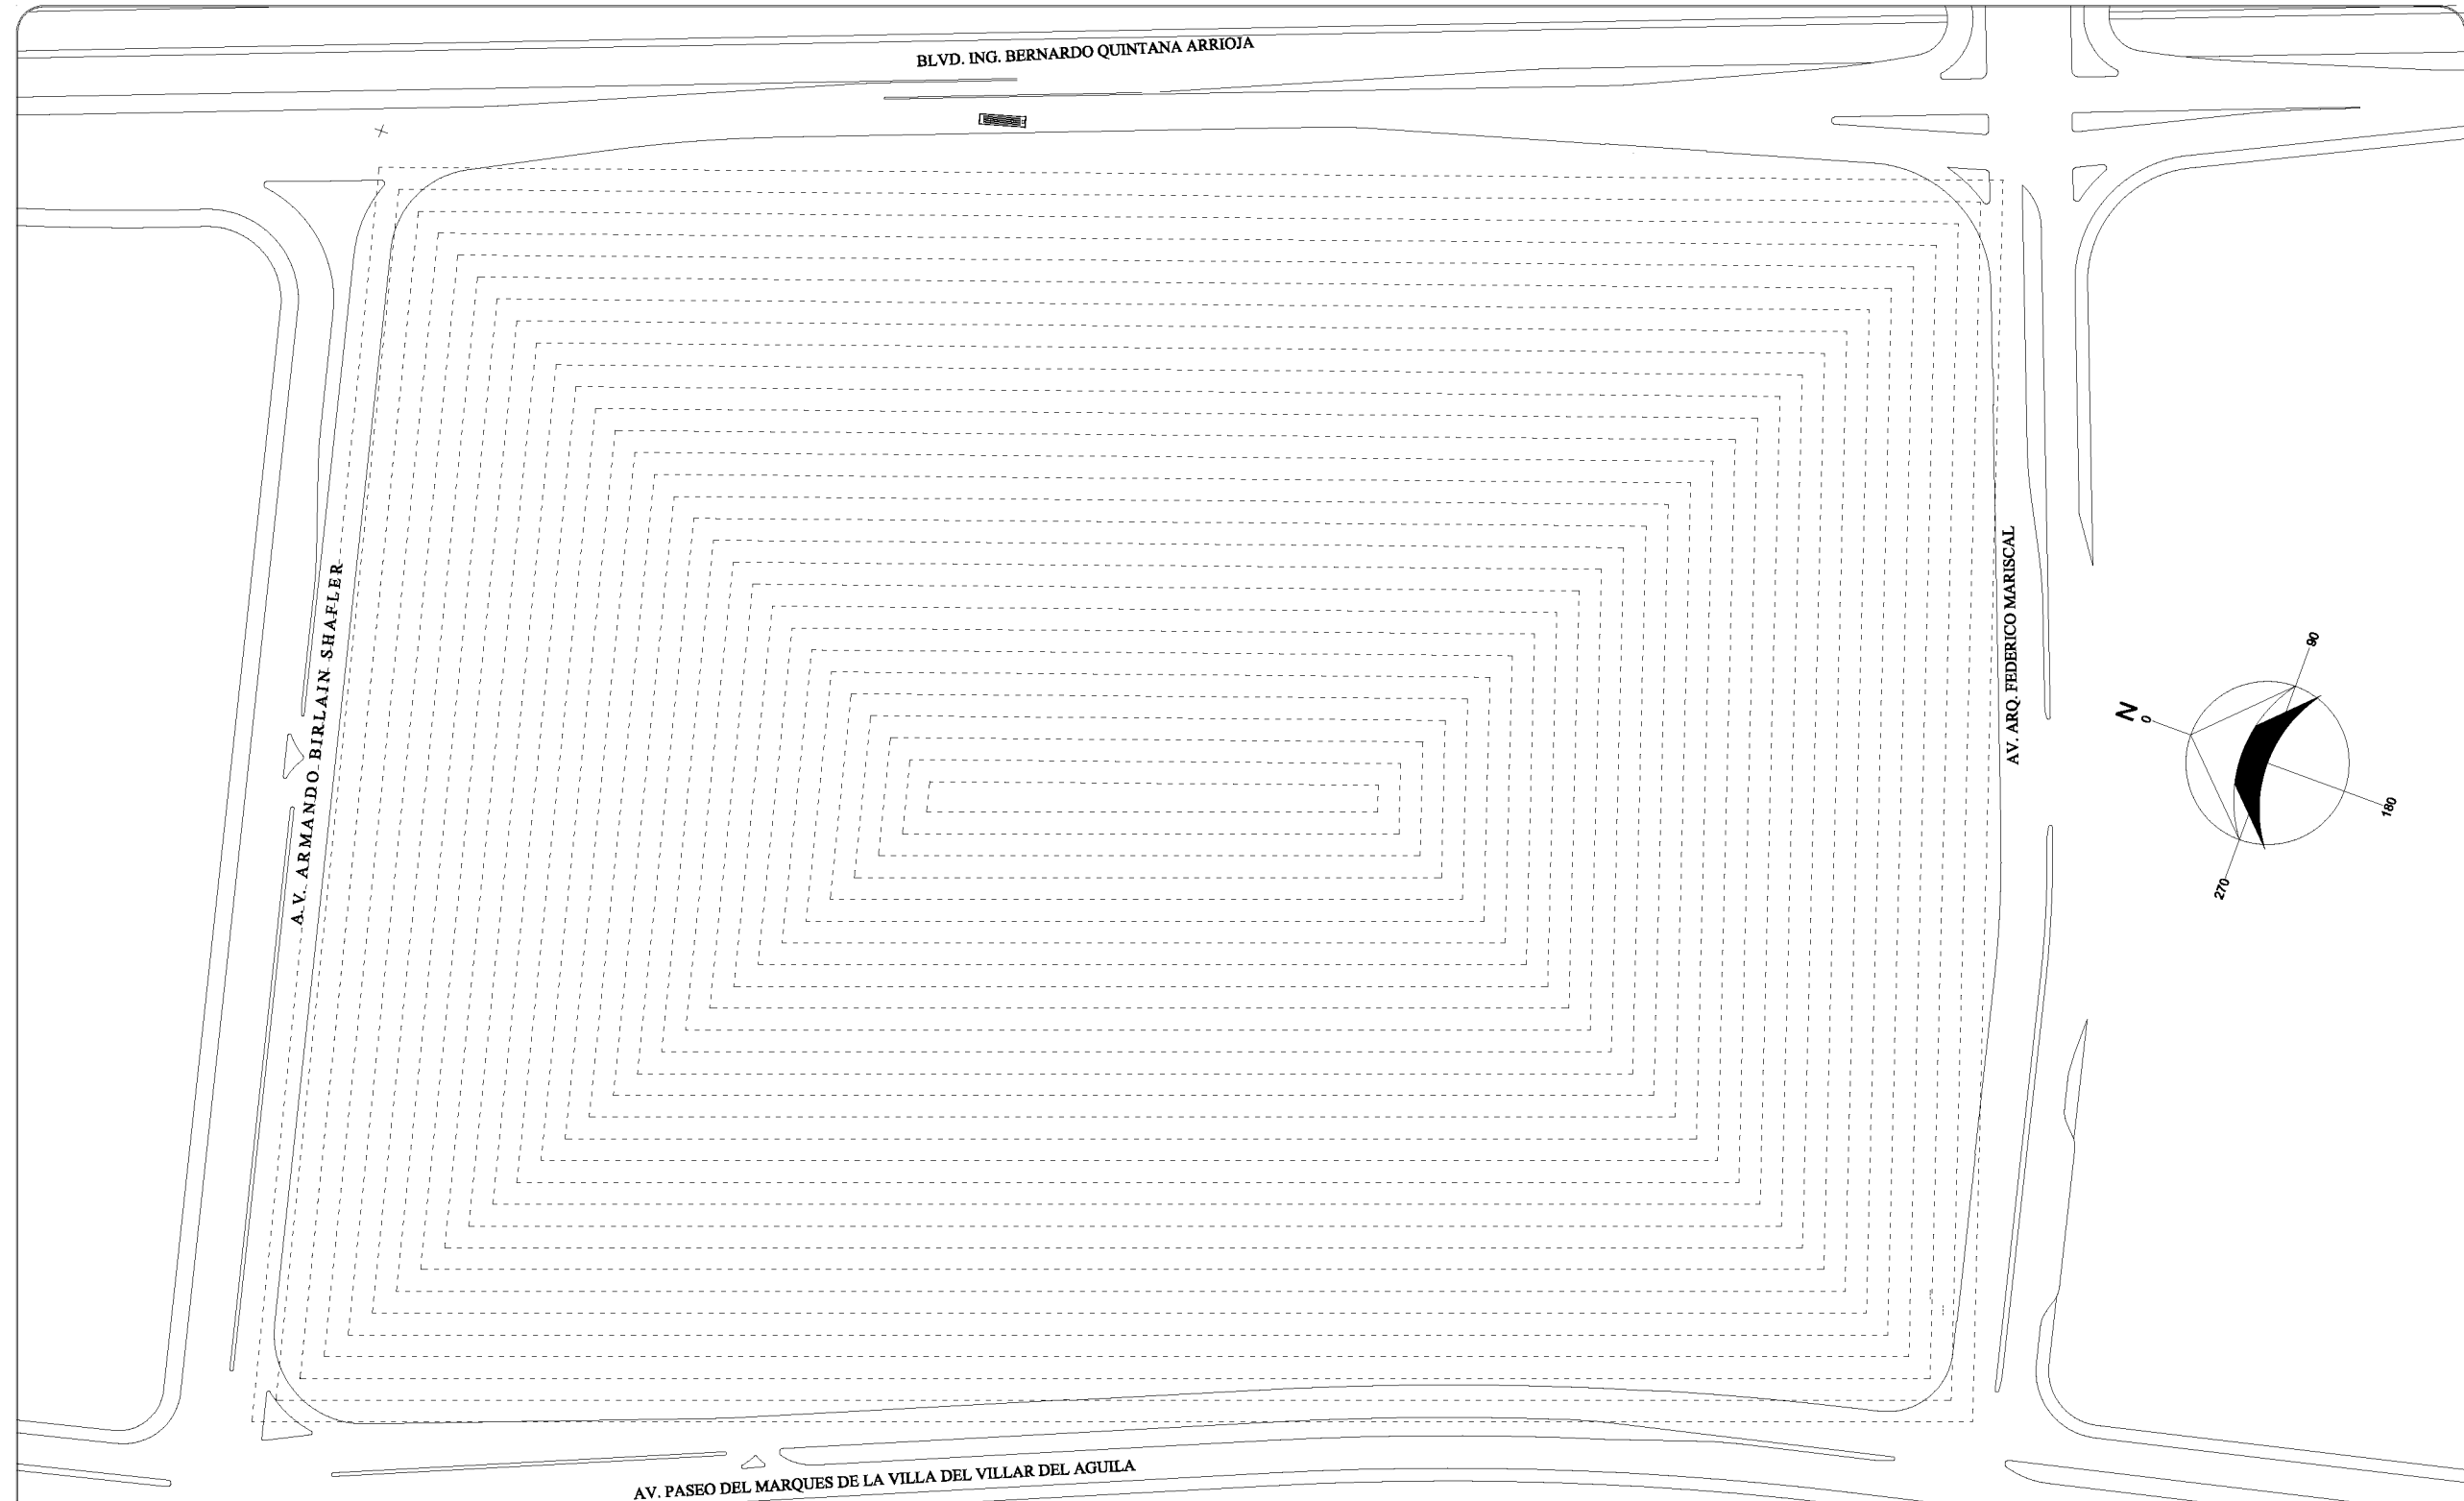 BLVD. ING. BERNARDO QUINTANA ARRIOJA
A.V. ARMANDO BIRLAIN SHAFLER
AV. ARQ. FEDERICO MARISCAL
90
N
0
180
270
AV. PASEO DEL MARQUES DE LA VILLA DEL VILLAR DEL AGUILA